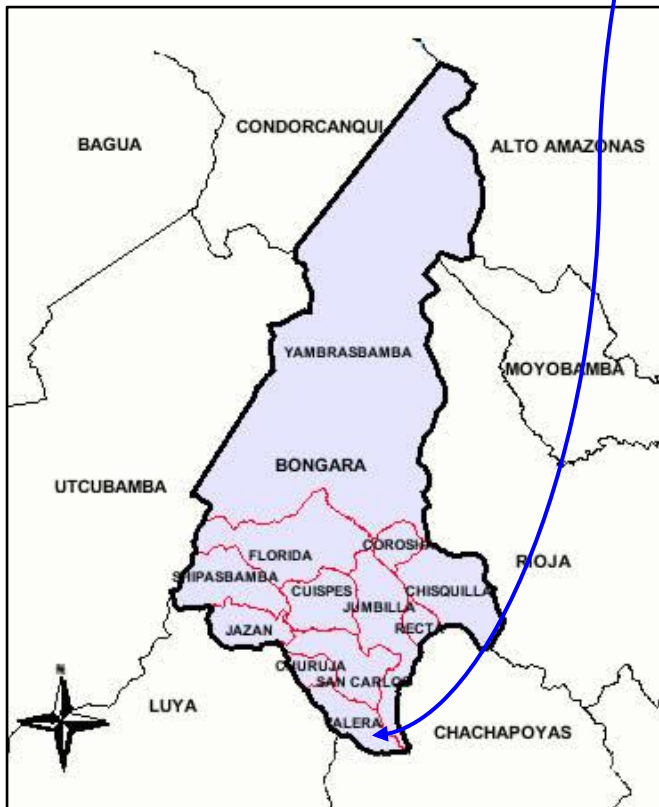 CONDORCANQUI
BAGUA
ALTO AMAZONAS
YAMBRASBAMBA
MOYOBAMBA
BONGARA
UTCUBAMBA
COROSHA
FLORIDA
RIOJA
SHIPASBAMBA
CUISPES
CHISQUILLA
JUMBILLA
JAZAN
RECTA
CHURUJA
N
SAN CARLOS
LUYA
VALERA
CHACHAPOYAS